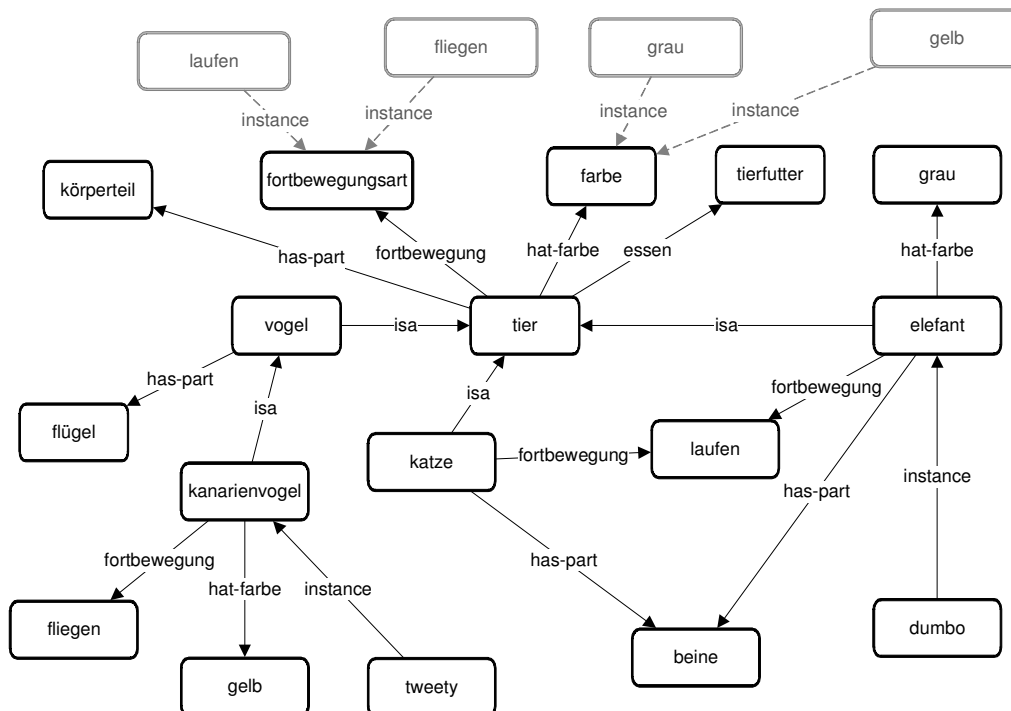 laufen
fliegen
grau
gelb
instance
instance
instance
instance
körperteil
fortbewegungsart
farbe
tierfutter
grau
has-part
fortbewegung
hat-farbe
essen
hat-farbe
vogel
isa
tier
isa
elefant
has-part
isa
isa
fortbewegung
flügel
katze
fortbewegung
laufen
kanarienvogel
has-part
instance
fortbewegung
hat-farbe
instance
has-part
fliegen
dumbo
gelb
tweety
beine